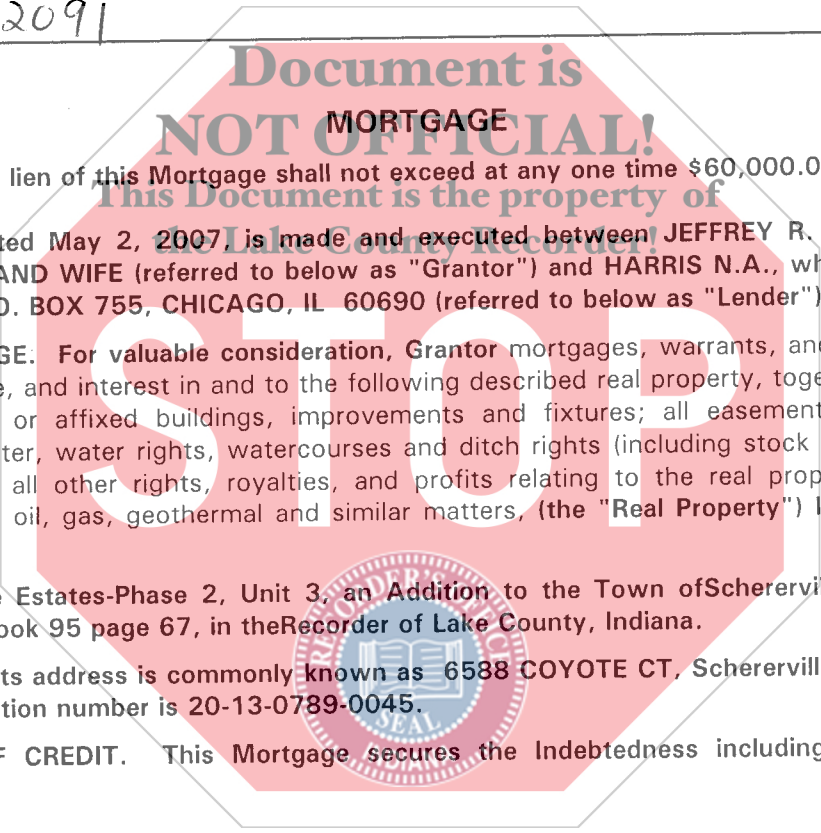 2091
Document is
NOT OFFICIAL!
MORTGAGE
lien of this Mortgage shall not exceed at any one time $60,000.0
This Document is the property of
the Lake County Recorder!
ted May 2, 2007, is made and executed between JEFFREY R.
AND WIFE (referred to below as "Grantor") and HARRIS N.A., wh
O. BOX 755, CHICAGO, IL 60690 (referred to below as "Lender")
GE. For valuable consideration, Grantor mortgages, warrants, and
e, and interest in and to the following described real property, toge
or affixed buildings, improvements and fixtures; all easement
ter, water rights, watercourses and ditch rights (including stock
all other rights, royalties, and profits relating to the real prop
oil, gas, geothermal and similar matters, (the "Real Property") l
STOP
e Estates-Phase 2, Unit 3, an Addition to the Town ofScherervi
ook 95 page 67, in theRecorder of Lake County, Indiana.
ts address is commonly known as 6588 COYOTE CT, Scherervill
tion number is 20-13-0789-0045.
RECORDER'S OFFICE
SEAL
INDIANA
F CREDIT. This Mortgage secures the Indebtedness including